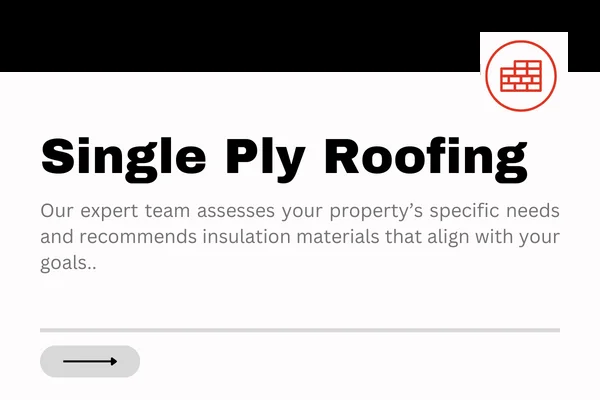 Single Ply Roofing
Our expert team assesses your property’s specific needs
and recommends insulation materials that align with your
goals..